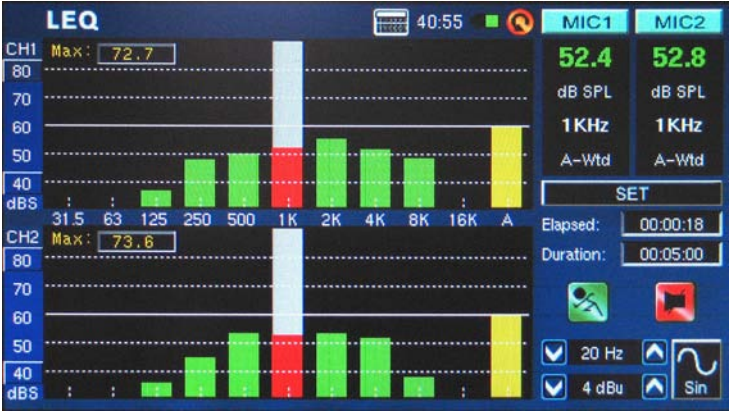 LEQ
40:55
CH1
Max: 72.7
80
70
60
50
40
dBS
31.5 63 125 250 500 1K 2K 4K 8K 16K A
CH2
Max: 73.6
80
70
60
50
40
dBS
MIC1 MIC2
52.4 52.8
dB SPL dB SPL
1KHz 1KHz
A-Wtd A-Wtd
SET
Elapsed: 00:00:18
Duration: 00:05:00
20 Hz
4 dBu
Sin